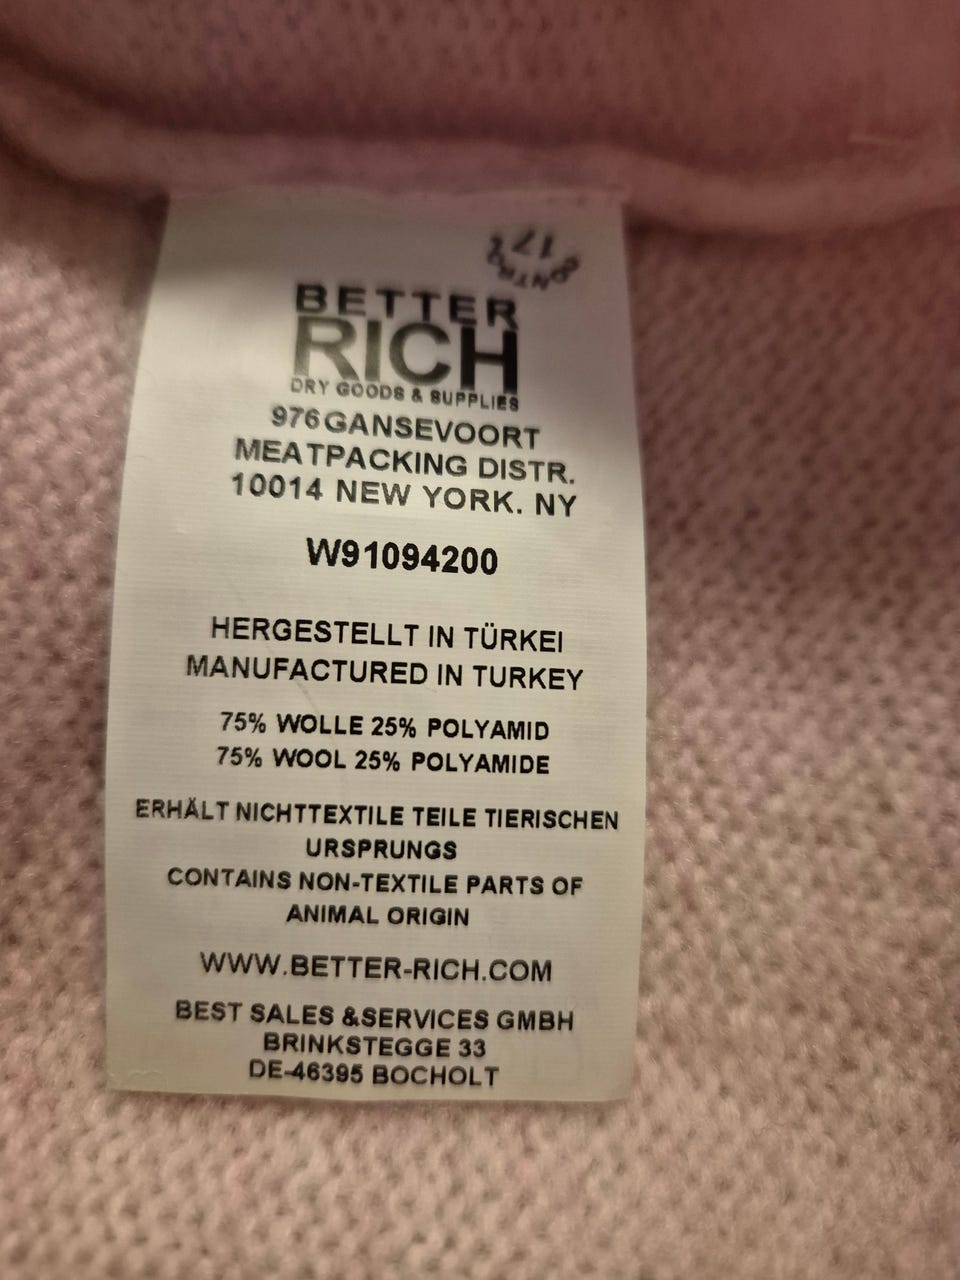 CONTROL
17
BETTER
RICH
DRY GOODS & SUPPLIES
976GANSEVOORT
MEATPACKING DISTR.
10014 NEW YORK. NY
W91094200
HERGESTELLT IN TÜRKEI
MANUFACTURED IN TURKEY
75% WOLLE 25% POLYAMID
75% WOOL 25% POLYAMIDE
ERHÄLT NICHTTEXTILE TEILE TIERISCHEN
URSPRUNGS
CONTAINS NON-TEXTILE PARTS OF
ANIMAL ORIGIN
WWW.BETTER-RICH.COM
BEST SALES &SERVICES GMBH
BRINKSTEGGE 33
DE-46395 BOCHOLT